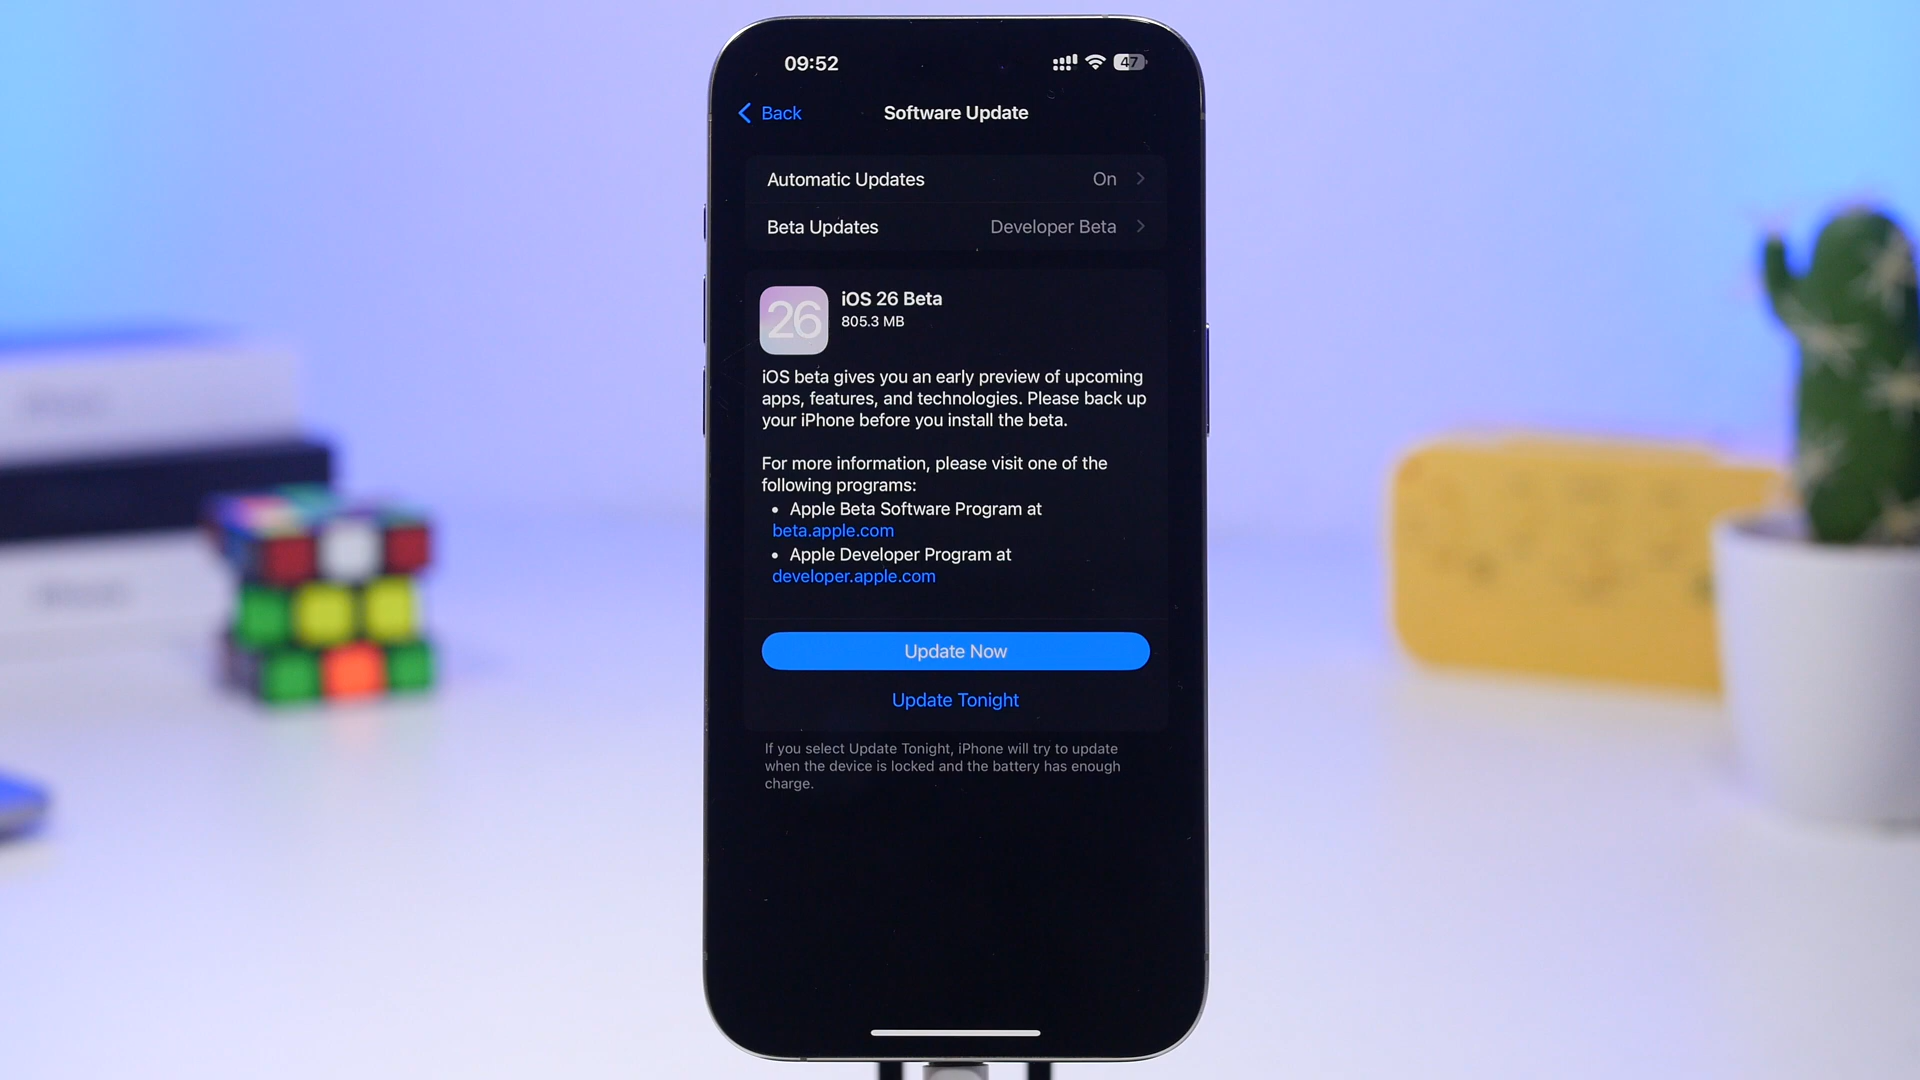 09:52
47
Back
Software Update
Automatic Updates On
Beta Updates Developer Beta
26
iOS 26 Beta
805.3 MB
iOS beta gives you an early preview of upcoming
apps, features, and technologies. Please back up
your iPhone before you install the beta.
For more information, please visit one of the
following programs:
• Apple Beta Software Program at
beta.apple.com
• Apple Developer Program at
developer.apple.com
Update Now
Update Tonight
If you select Update Tonight, iPhone will try to update
when the device is locked and the battery has enough
charge.